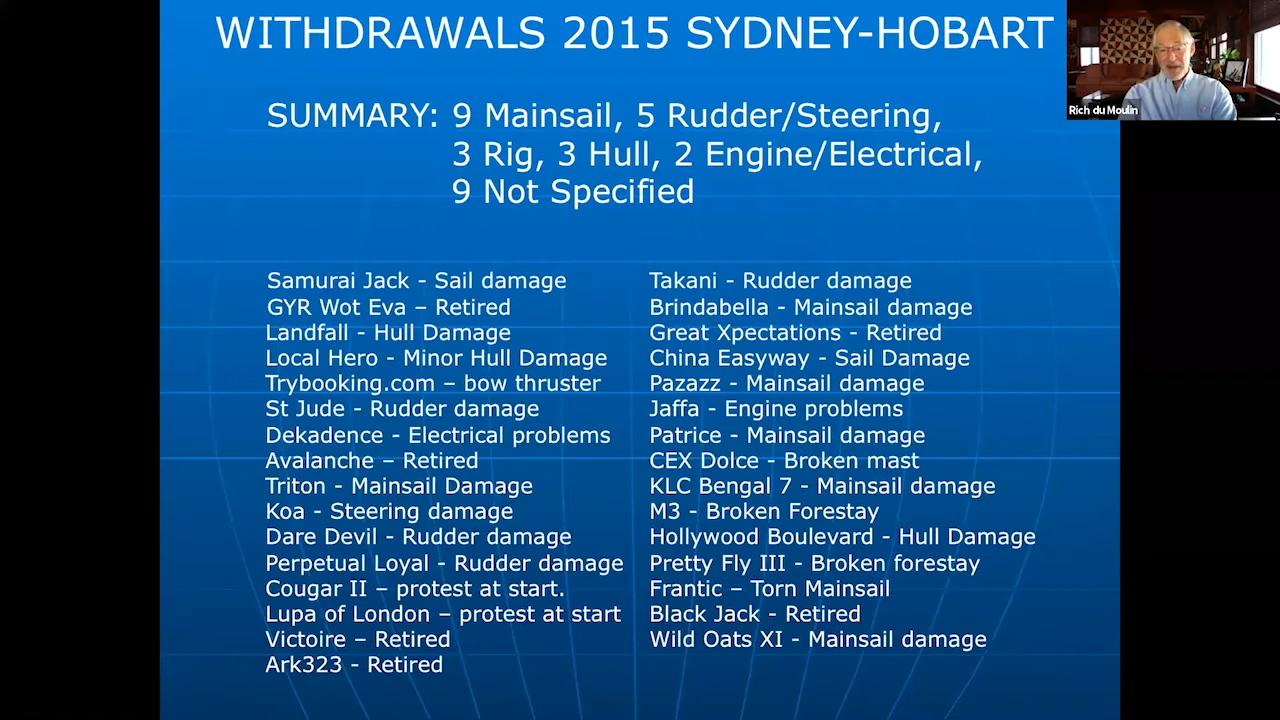 WITHDRAWALS 2015 SYDNEY-HOBART
Rich du Moulin
SUMMARY: 9 Mainsail, 5 Rudder/Steering,
3 Rig, 3 Hull, 2 Engine/Electrical,
9 Not Specified
Samurai Jack - Sail damage
GYR Wot Eva – Retired
Landfall - Hull Damage
Local Hero - Minor Hull Damage
Trybooking.com – bow thruster
St Jude - Rudder damage
Dekadence - Electrical problems
Avalanche – Retired
Triton - Mainsail Damage
Koa - Steering damage
Dare Devil - Rudder damage
Perpetual Loyal - Rudder damage
Cougar II – protest at start.
Lupa of London – protest at start
Victoire – Retired
Ark323 - Retired
Takani - Rudder damage
Brindabella - Mainsail damage
Great Xpectations - Retired
China Easyway - Sail Damage
Pazazz - Mainsail damage
Jaffa - Engine problems
Patrice - Mainsail damage
CEX Dolce - Broken mast
KLC Bengal 7 - Mainsail damage
M3 - Broken Forestay
Hollywood Boulevard - Hull Damage
Pretty Fly III - Broken forestay
Frantic – Torn Mainsail
Black Jack - Retired
Wild Oats XI - Mainsail damage